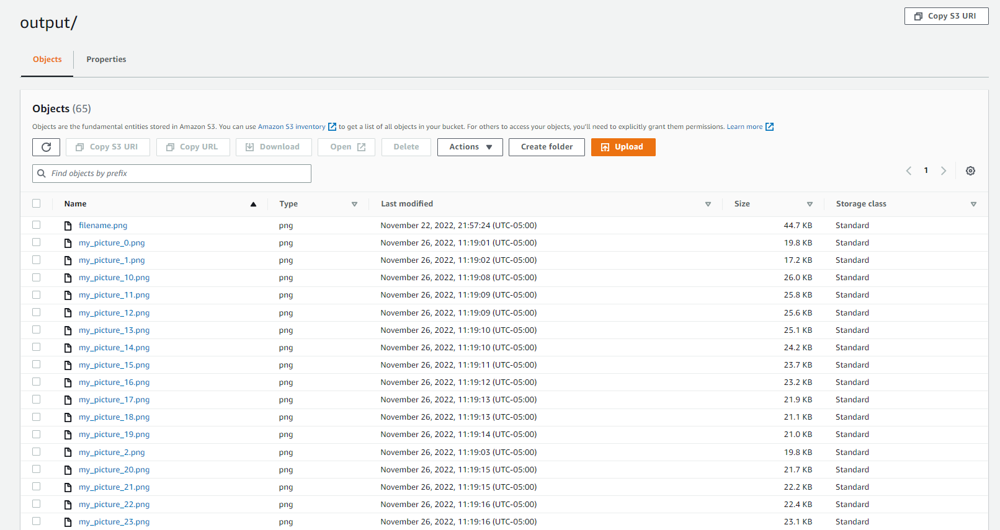 output/
Copy S3 URI
Objects Properties
Objects (65)
Objects are the fundamental entities stored in Amazon S3. You can use Amazon S3 inventory to get a list of all objects in your bucket. For others to access your objects, you'll need to explicitly grant them permissions. Learn more
Copy S3 URI Copy URL Download Open Delete Actions Create folder Upload
Find objects by prefix
1
Name Type Last modified Size Storage class
filename.png png November 22, 2022, 21:57:24 (UTC-05:00) 44.7 KB Standard
my_picture_0.png png November 26, 2022, 11:19:01 (UTC-05:00) 19.8 KB Standard
my_picture_1.png png November 26, 2022, 11:19:02 (UTC-05:00) 17.2 KB Standard
my_picture_10.png png November 26, 2022, 11:19:08 (UTC-05:00) 26.0 KB Standard
my_picture_11.png png November 26, 2022, 11:19:09 (UTC-05:00) 25.8 KB Standard
my_picture_12.png png November 26, 2022, 11:19:09 (UTC-05:00) 25.6 KB Standard
my_picture_13.png png November 26, 2022, 11:19:10 (UTC-05:00) 25.1 KB Standard
my_picture_14.png png November 26, 2022, 11:19:10 (UTC-05:00) 24.2 KB Standard
my_picture_15.png png November 26, 2022, 11:19:11 (UTC-05:00) 23.7 KB Standard
my_picture_16.png png November 26, 2022, 11:19:12 (UTC-05:00) 23.2 KB Standard
my_picture_17.png png November 26, 2022, 11:19:13 (UTC-05:00) 21.9 KB Standard
my_picture_18.png png November 26, 2022, 11:19:13 (UTC-05:00) 21.1 KB Standard
my_picture_19.png png November 26, 2022, 11:19:14 (UTC-05:00) 21.0 KB Standard
my_picture_2.png png November 26, 2022, 11:19:03 (UTC-05:00) 19.8 KB Standard
my_picture_20.png png November 26, 2022, 11:19:15 (UTC-05:00) 21.7 KB Standard
my_picture_21.png png November 26, 2022, 11:19:15 (UTC-05:00) 22.2 KB Standard
my_picture_22.png png November 26, 2022, 11:19:16 (UTC-05:00) 22.4 KB Standard
my_picture_23.png png November 26, 2022, 11:19:16 (UTC-05:00) 23.1 KB Standard